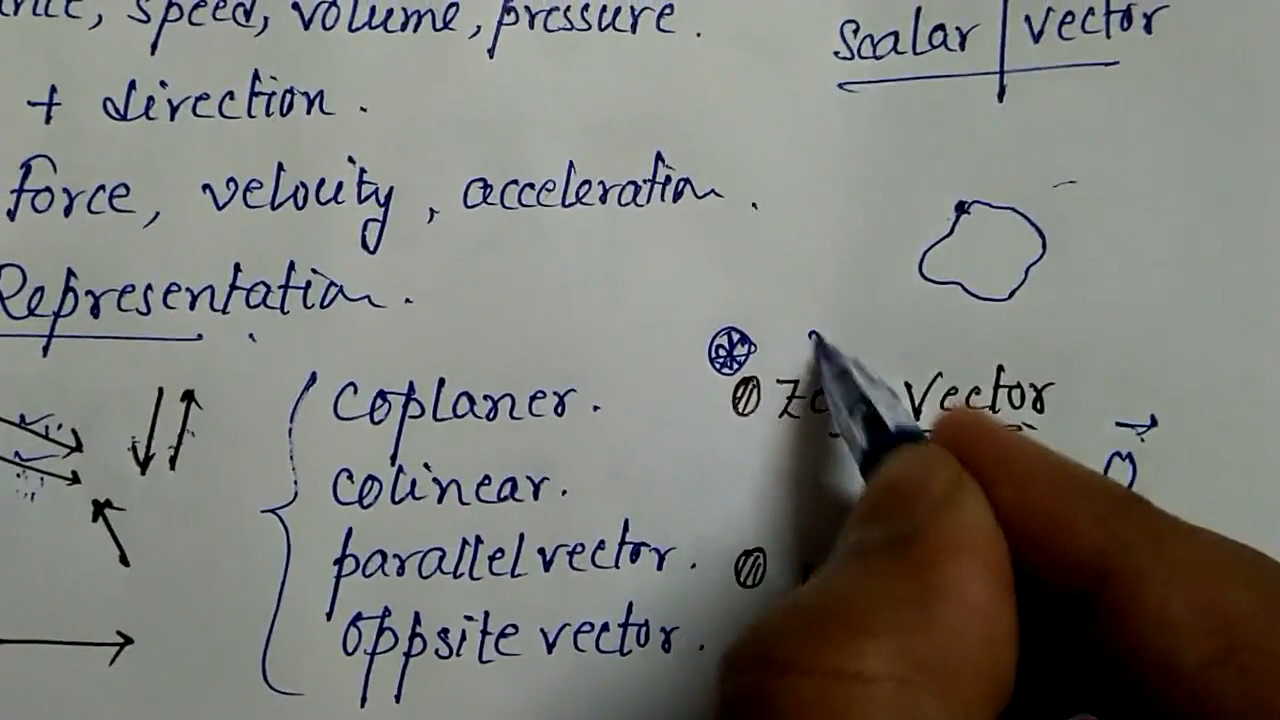 speed, volume, pressure.
Scalar | vector
+ direction.
force, velocity, acceleration.
Representation.
coplaner.
Vector
colinear.
parallel vector.
oppsite vector.